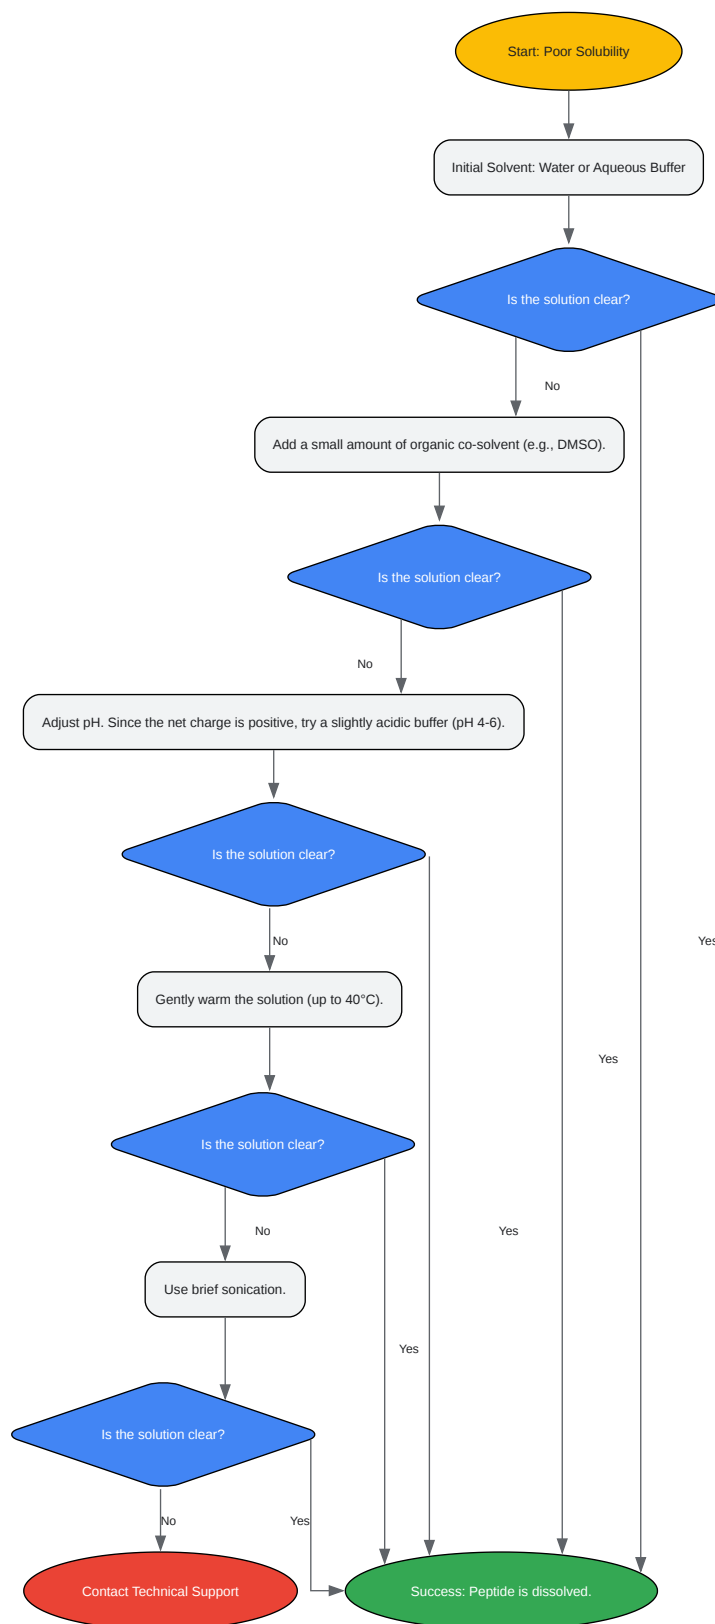 Start: Poor Solubility
Initial Solvent: Water or Aqueous Buffer
Is the solution clear?
No
Add a small amount of organic co-solvent (e.g., DMSO).
Is the solution clear?
No
Adjust pH. Since the net charge is positive, try a slightly acidic buffer (pH 4-6).
Is the solution clear?
No
Yes
Gently warm the solution (up to 40°C).
Yes
Is the solution clear?
No
Yes
Use brief sonication.
Yes
Is the solution clear?
No
Yes
Contact Technical Support
Success: Peptide is dissolved.